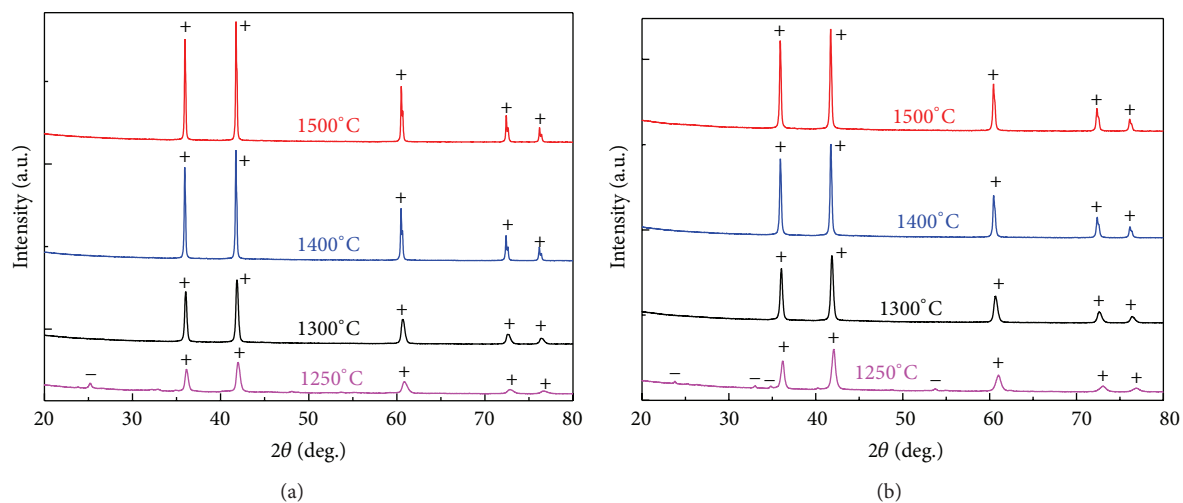 + +
+
+ +
1500°C
+ +
+
+ +
1400°C
+ +
+
+ +
1300°C
− + +
+
+ +
1250°C
Intensity (a.u.)
20 30 40 50 60 70 80
2θ (deg.)
(a)
+ +
+
+ +
1500°C
+ +
+
+ +
1400°C
+ +
+
+ +
1300°C
− − − + +
− +
+ +
1250°C
Intensity (a.u.)
20 30 40 50 60 70 80
2θ (deg.)
(b)